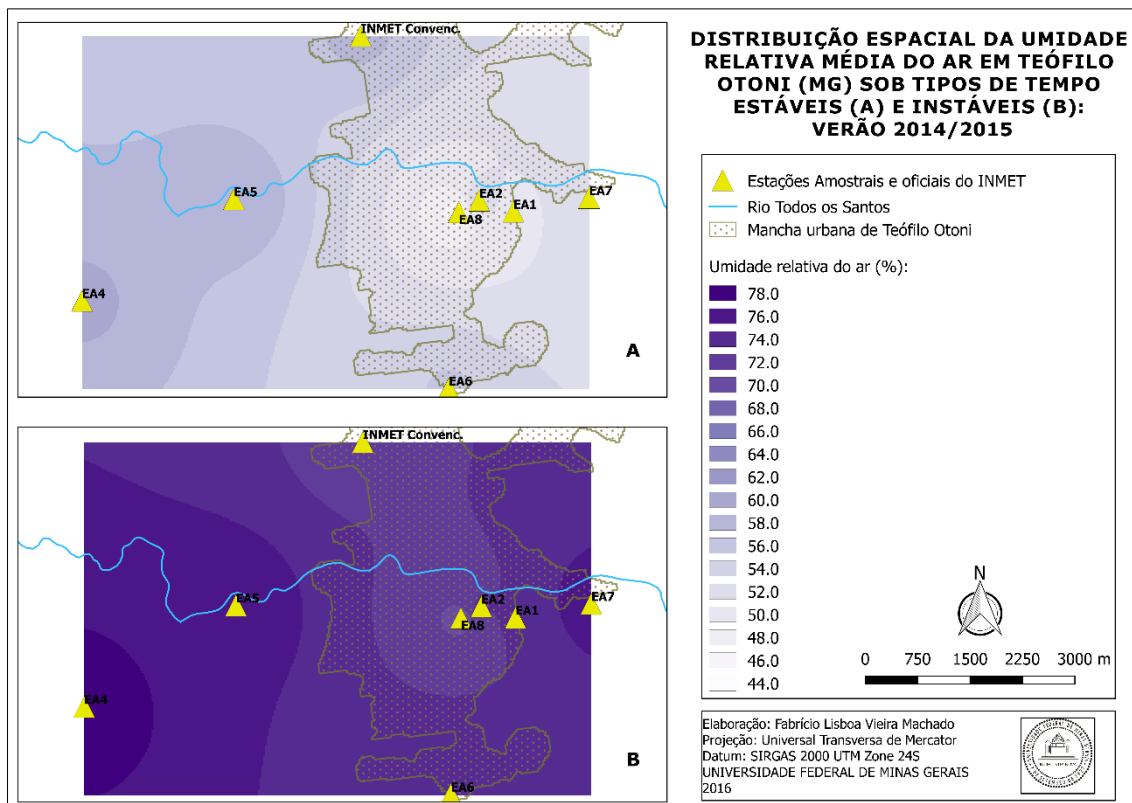 INMET Convenc.
EA5
EA2
EA7
EA8
EA1
EA4
A
EA6
INMET Convenc.
EA5
EA2
EA7
EA8
EA1
EA4
B
EA6
DISTRIBUIÇÃO ESPACIAL DA UMIDADE
RELATIVA MÉDIA DO AR EM TEÓFILO
OTONI (MG) SOB TIPOS DE TEMPO
ESTÁVEIS (A) E INSTÁVEIS (B):
VERÃO 2014/2015
Estações Amostrais e oficiais do INMET
Rio Todos os Santos
Mancha urbana de Teófilo Otoni
Umidade relativa do ar (%):
78.0
76.0
74.0
72.0
70.0
68.0
66.0
64.0
62.0
60.0
58.0
56.0
54.0
52.0
50.0
48.0
46.0
44.0
N
0 750 1500 2250 3000 m
Elaboração: Fabrício Lisboa Vieira Machado
Projeção: Universal Transversa de Mercator
Datum: SIRGAS 2000 UTM Zone 24S
UNIVERSIDADE FEDERAL DE MINAS GERAIS
2016